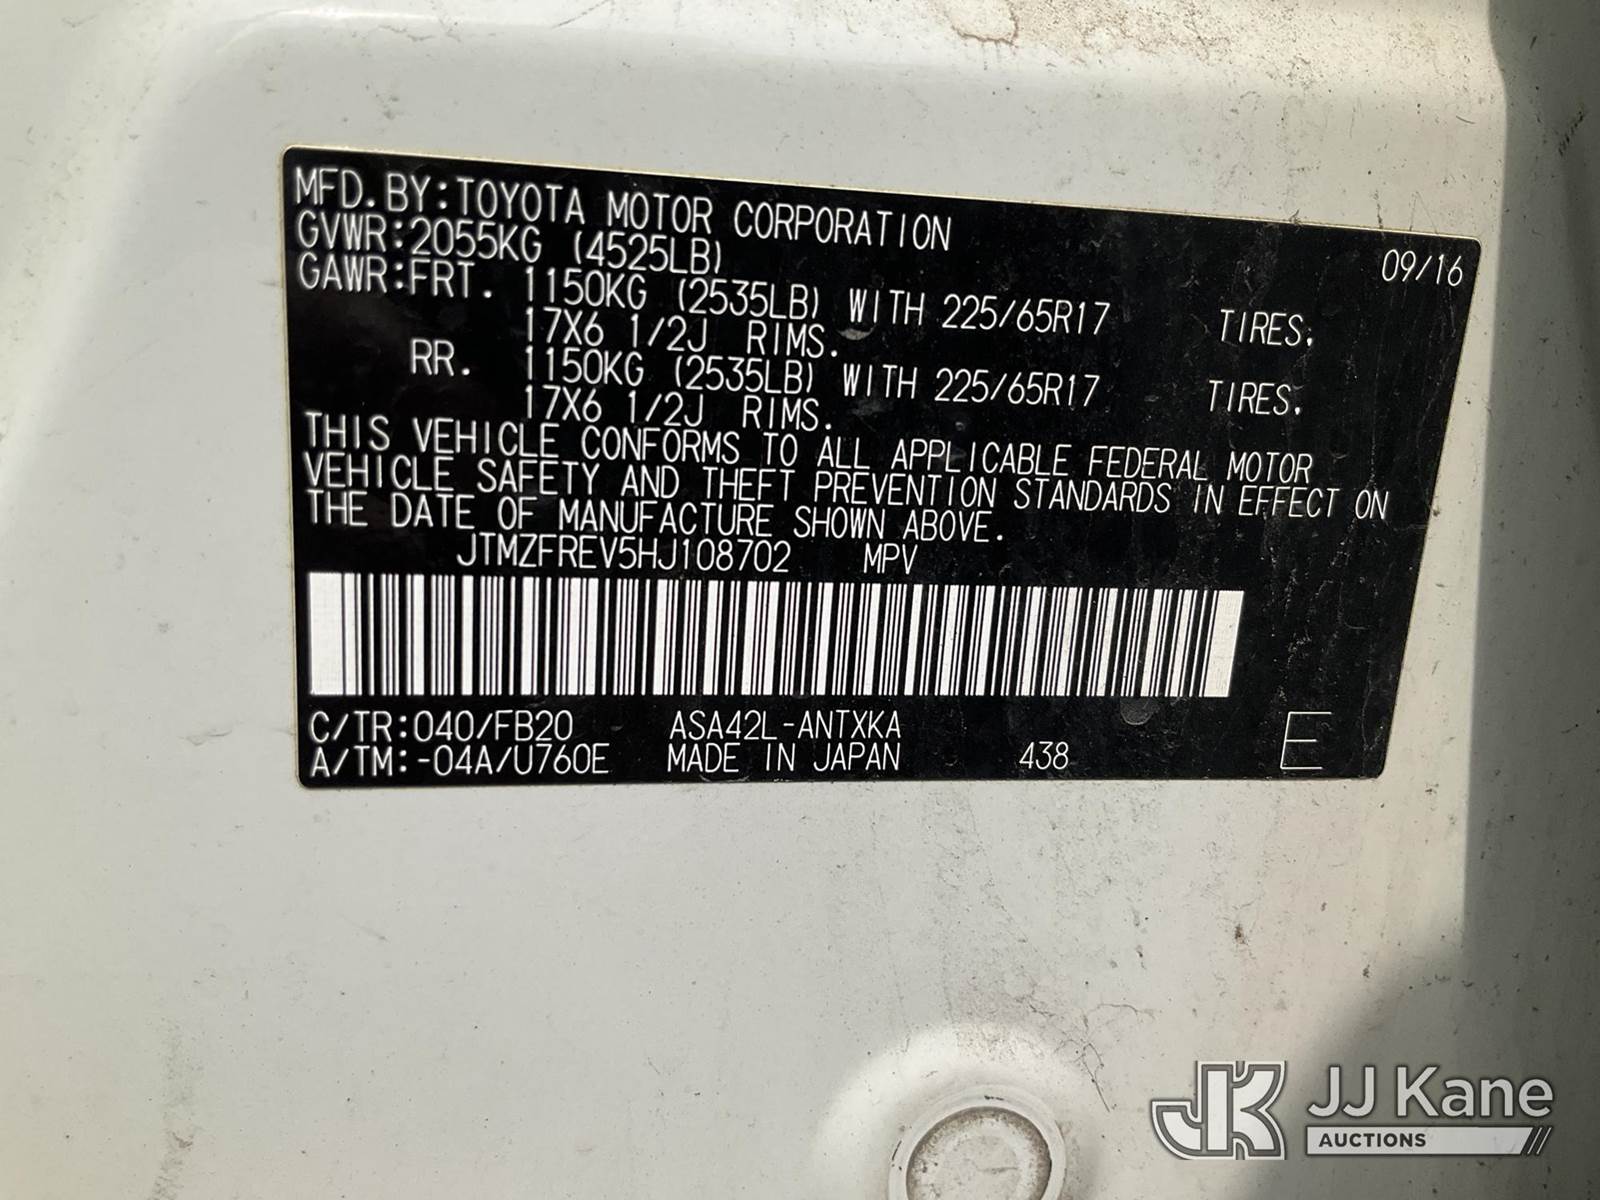 MFD.BY:TOYOTA MOTOR CORPORATION 09/16
GVWR:2055KG (4525LB)
GAWR:FRT. 1150KG (2535LB) WITH 225/65R17 TIRES,
17X6 1/2J RIMS.
RR. 1150KG (2535LB) WITH 225/65R17 TIRES,
17X6 1/2J RIMS.
THIS VEHICLE CONFORMS TO ALL APPLICABLE FEDERAL MOTOR
VEHICLE SAFETY AND THEFT PREVENTION STANDARDS IN EFFECT ON
THE DATE OF MANUFACTURE SHOWN ABOVE.
JTMZFREV5HJ108702 MPV
C/TR:040/FB20 ASA42L-ANTXKA
A/TM:-04A/U760E MADE IN JAPAN 438 E
JK JJ Kane
AUCTIONS